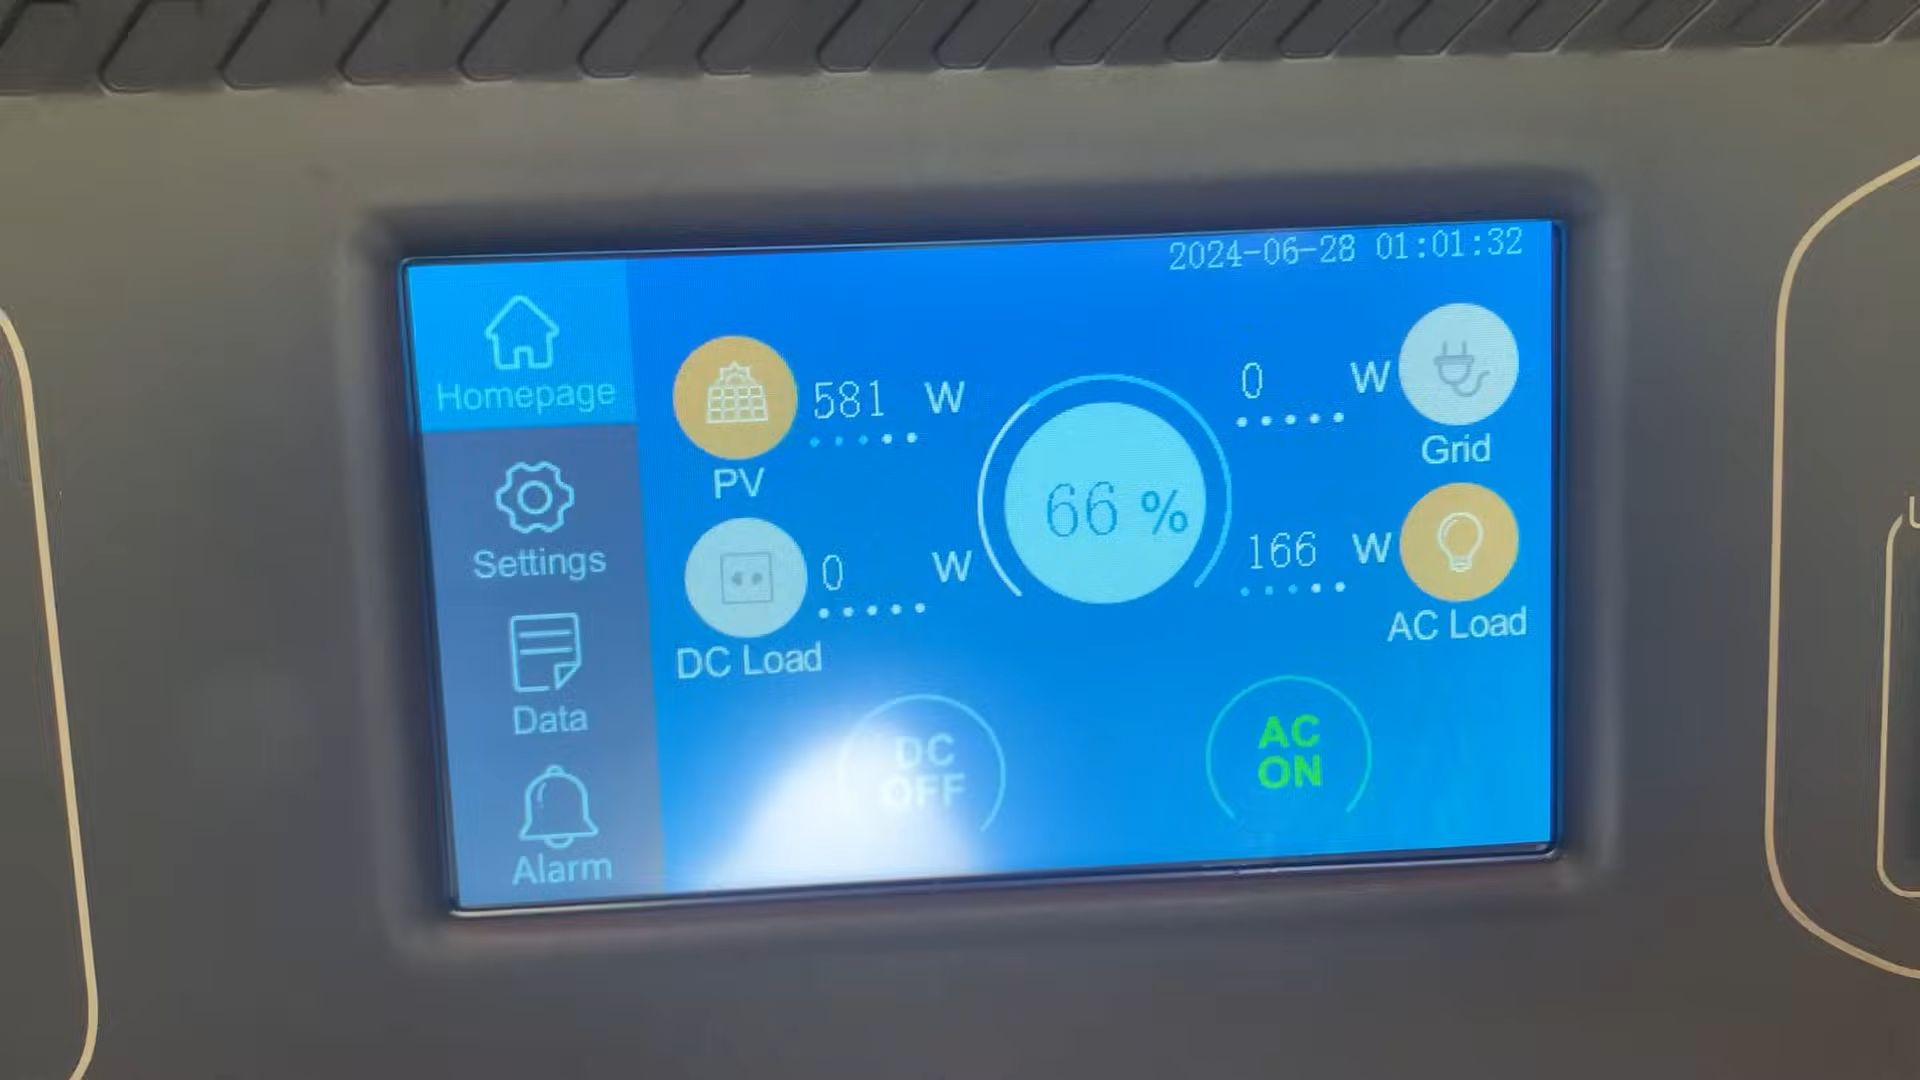 2024-06-28 01:01:32
Homepage
581 W
PV
0 W
Grid
66 %
Settings
0 W
DC Load
166 W
AC Load
Data
DC
OFF
AC
ON
Alarm